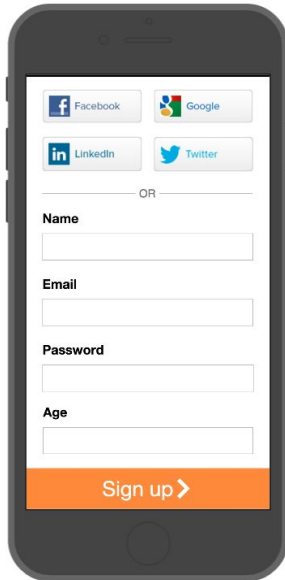 Facebook Google
LinkedIn Twitter
OR
Name
Email
Password
Age
Sign up